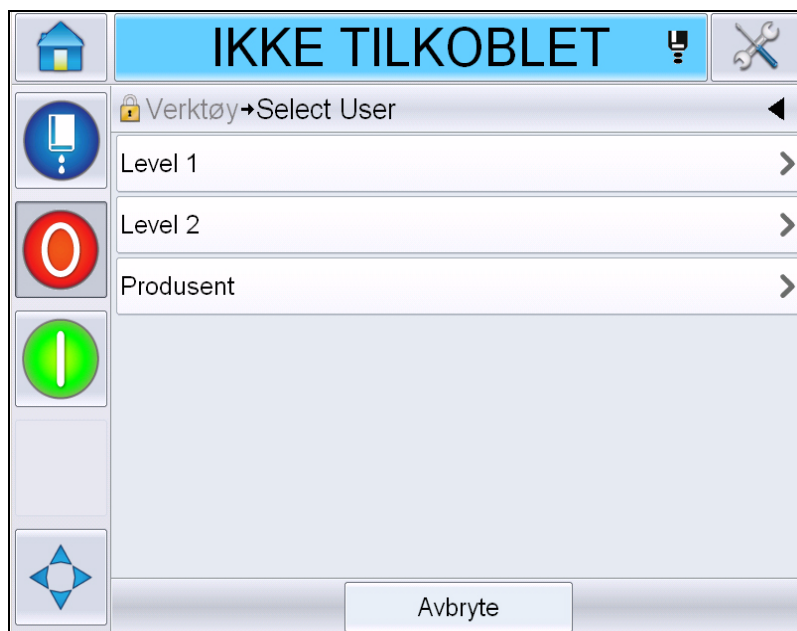 IKKE TILKOBLET
Verktøy→Select User
Level 1
Level 2
Produsent
Avbryte